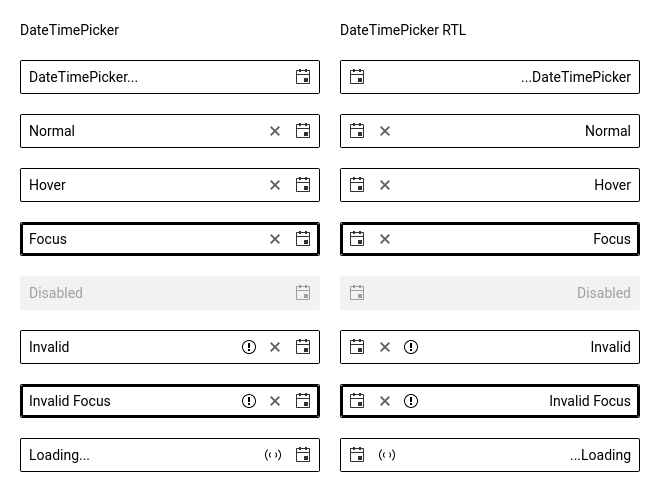 DateTimePicker
DateTimePicker RTL
DateTimePicker...
...DateTimePicker
Normal
Normal
Hover
Hover
Focus
Focus
Disabled
Disabled
Invalid
Invalid
Invalid Focus
Invalid Focus
Loading...
...Loading